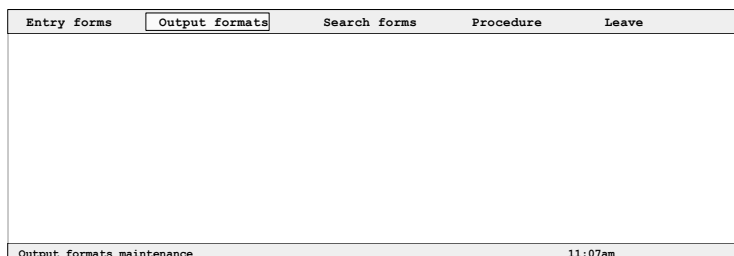 Entry forms Output formats Search forms Procedure Leave
Output formats maintenance 11:07am